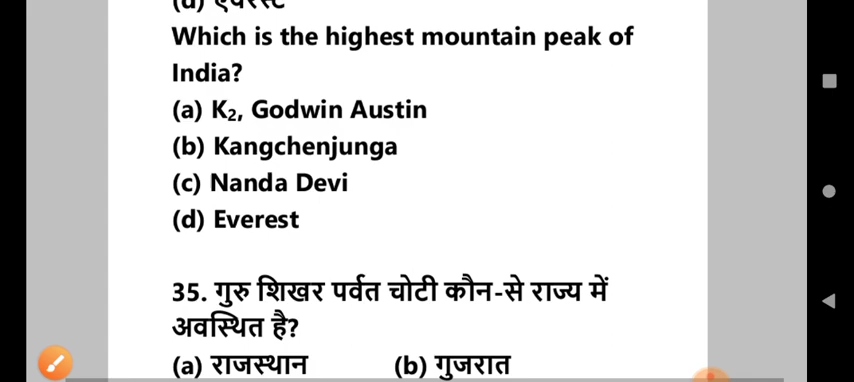 (d) एवरेस्ट
Which is the highest mountain peak of
India?
(a) K₂, Godwin Austin
(b) Kangchenjunga
(c) Nanda Devi
(d) Everest
35. गुरु शिखर पर्वत चोटी कौन-से राज्य में
अवस्थित है?
(a) राजस्थान (b) गुजरात